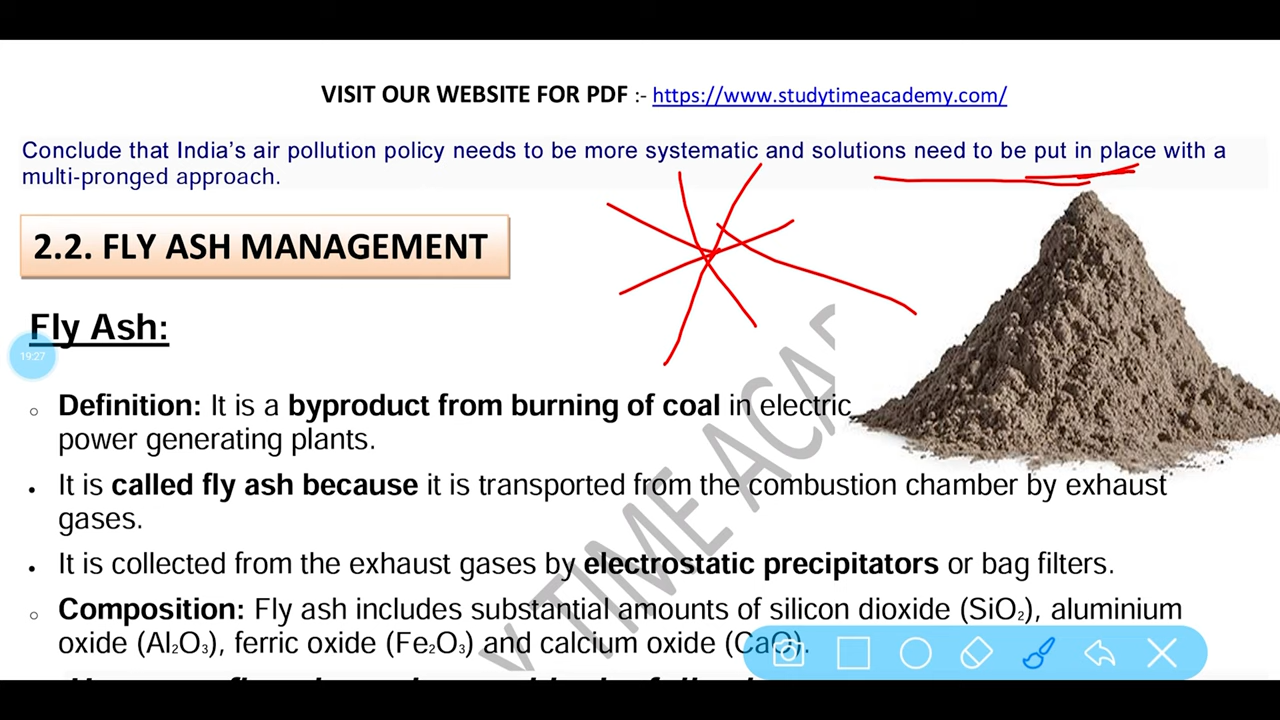 VISIT OUR WEBSITE FOR PDF :- https://www.studytimeacademy.com/
Conclude that India's air pollution policy needs to be more systematic and solutions need to be put in place with a
multi-pronged approach.
2.2. FLY ASH MANAGEMENT
Fly Ash:
19:27
○ Definition: It is a byproduct from burning of coal in electric
power generating plants.
• It is called fly ash because it is transported from the combustion chamber by exhaust
gases.
• It is collected from the exhaust gases by electrostatic precipitators or bag filters.
○ Composition: Fly ash includes substantial amounts of silicon dioxide (SiO₂), aluminium
oxide (Al₂O₃), ferric oxide (Fe₂O₃) and calcium oxide (CaO).
Y TIME ACA